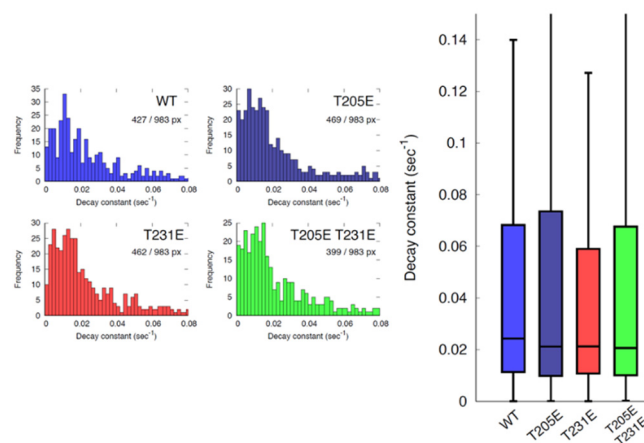 WT
427 / 983 px
Frequency
35
30
25
20
15
10
5
0
0
0.02
0.04
0.06
0.08
Decay constant (sec⁻¹)
T205E
469 / 983 px
Frequency
30
25
20
15
10
5
0
0
0.02
0.04
0.06
0.08
Decay constant (sec⁻¹)
T231E
462 / 983 px
Frequency
30
25
20
15
10
5
0
0
0.02
0.04
0.06
0.08
Decay constant (sec⁻¹)
T205E T231E
399 / 983 px
Frequency
25
20
15
10
5
0
0
0.02
0.04
0.06
0.08
Decay constant (sec⁻¹)
Decay constant (sec⁻¹)
0.14
0.12
0.1
0.08
0.06
0.04
0.02
0
WT
T205E
T231E
T205E
T231E